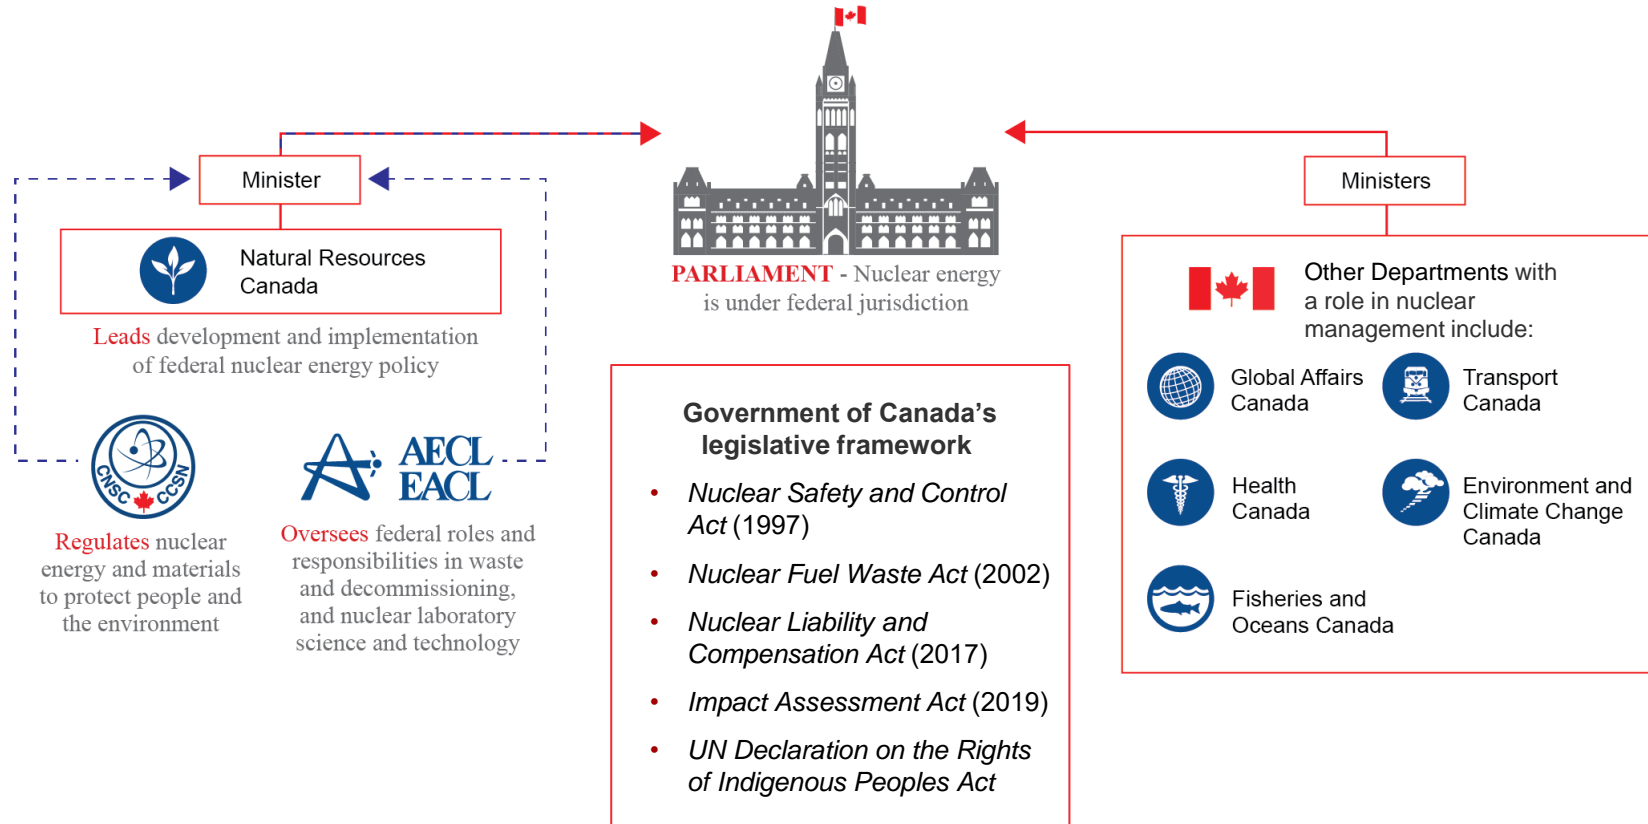 Minister
Natural Resources
Canada
Leads development and implementation
of federal nuclear energy policy
CNSC CCSN
Regulates nuclear
energy and materials
to protect people and
the environment
AECL
EACL
Oversees federal roles and
responsibilities in waste
and decommissioning,
and nuclear laboratory
science and technology
PARLIAMENT - Nuclear energy
is under federal jurisdiction
Government of Canada’s
legislative framework
• Nuclear Safety and Control
Act (1997)
• Nuclear Fuel Waste Act (2002)
• Nuclear Liability and
Compensation Act (2017)
• Impact Assessment Act (2019)
• UN Declaration on the Rights
of Indigenous Peoples Act
Ministers
Other Departments with
a role in nuclear
management include:
Global Affairs
Canada
Transport
Canada
Health
Canada
Environment and
Climate Change
Canada
Fisheries and
Oceans Canada